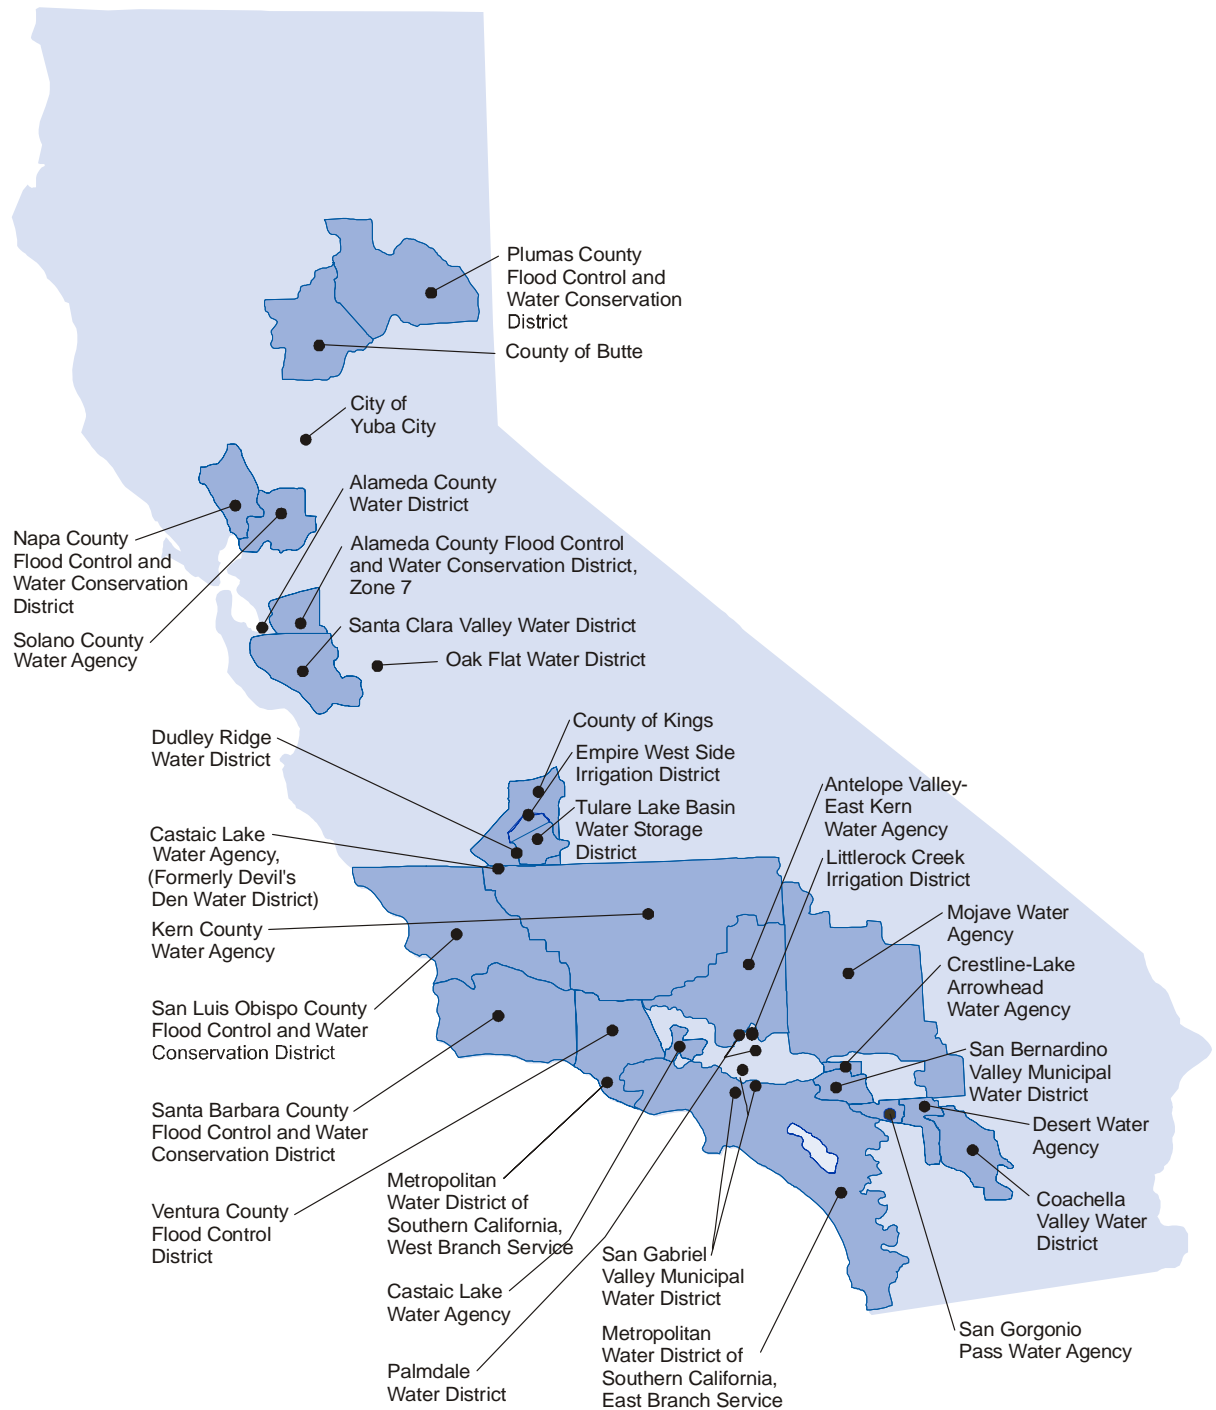 Plumas County
Flood Control and
Water Conservation
District
County of Butte
City of
Yuba City
Alameda County
Water District
Napa County
Flood Control and
Water Conservation
District
Alameda County Flood Control
and Water Conservation District,
Zone 7
Solano County
Water Agency
Santa Clara Valley Water District
Oak Flat Water District
County of Kings
Dudley Ridge
Water District
Empire West Side
Irrigation District
Tulare Lake Basin
Water Storage
District
Antelope Valley-
East Kern
Water Agency
Castaic Lake
Water Agency,
(Formerly Devil's
Den Water District)
Littlerock Creek
Irrigation District
Kern County
Water Agency
Mojave Water
Agency
Crestline-Lake
Arrowhead
Water Agency
San Luis Obispo County
Flood Control and Water
Conservation District
San Bernardino
Valley Municipal
Water District
Santa Barbara County
Flood Control and Water
Conservation District
Desert Water
Agency
Metropolitan
Water District of
Southern California,
West Branch Service
Coachella
Valley Water
District
Ventura County
Flood Control
District
San Gabriel
Valley Municipal
Water District
Castaic Lake
Water Agency
San Gorgonio
Pass Water Agency
Metropolitan
Water District of
Southern California,
East Branch Service
Palmdale
Water District